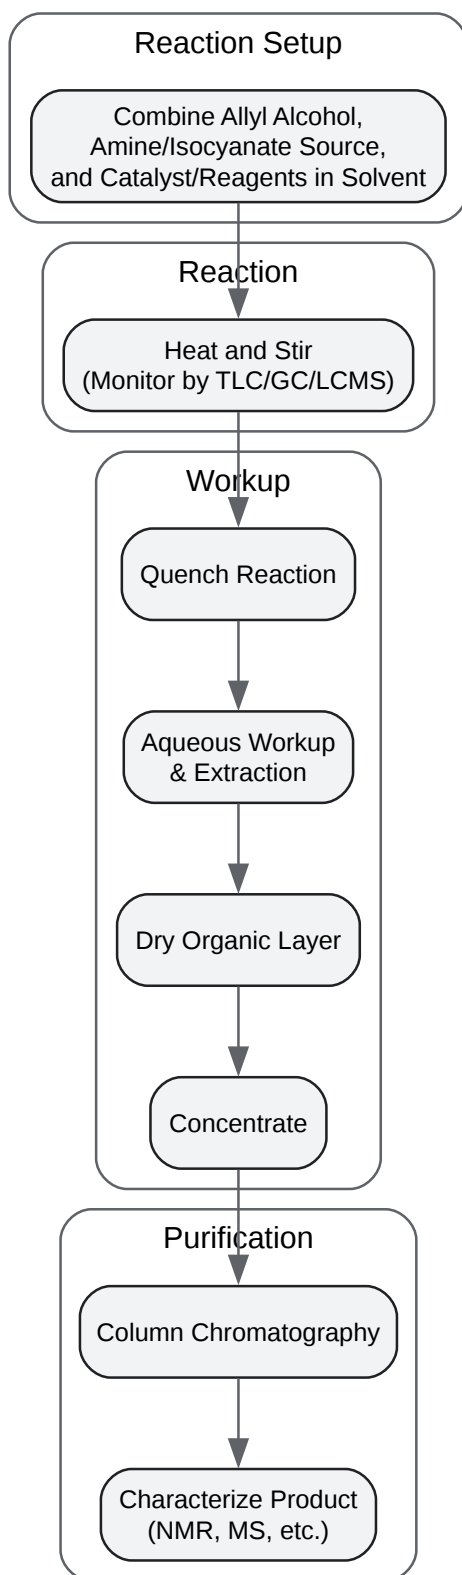 Reaction Setup
Combine Allyl Alcohol,
Amine/Isocyanate Source,
and Catalyst/Reagents in Solvent
Reaction
Heat and Stir
(Monitor by TLC/GC/LCMS)
Workup
Quench Reaction
Aqueous Workup
& Extraction
Dry Organic Layer
Concentrate
Purification
Column Chromatography
Characterize Product
(NMR, MS, etc.)